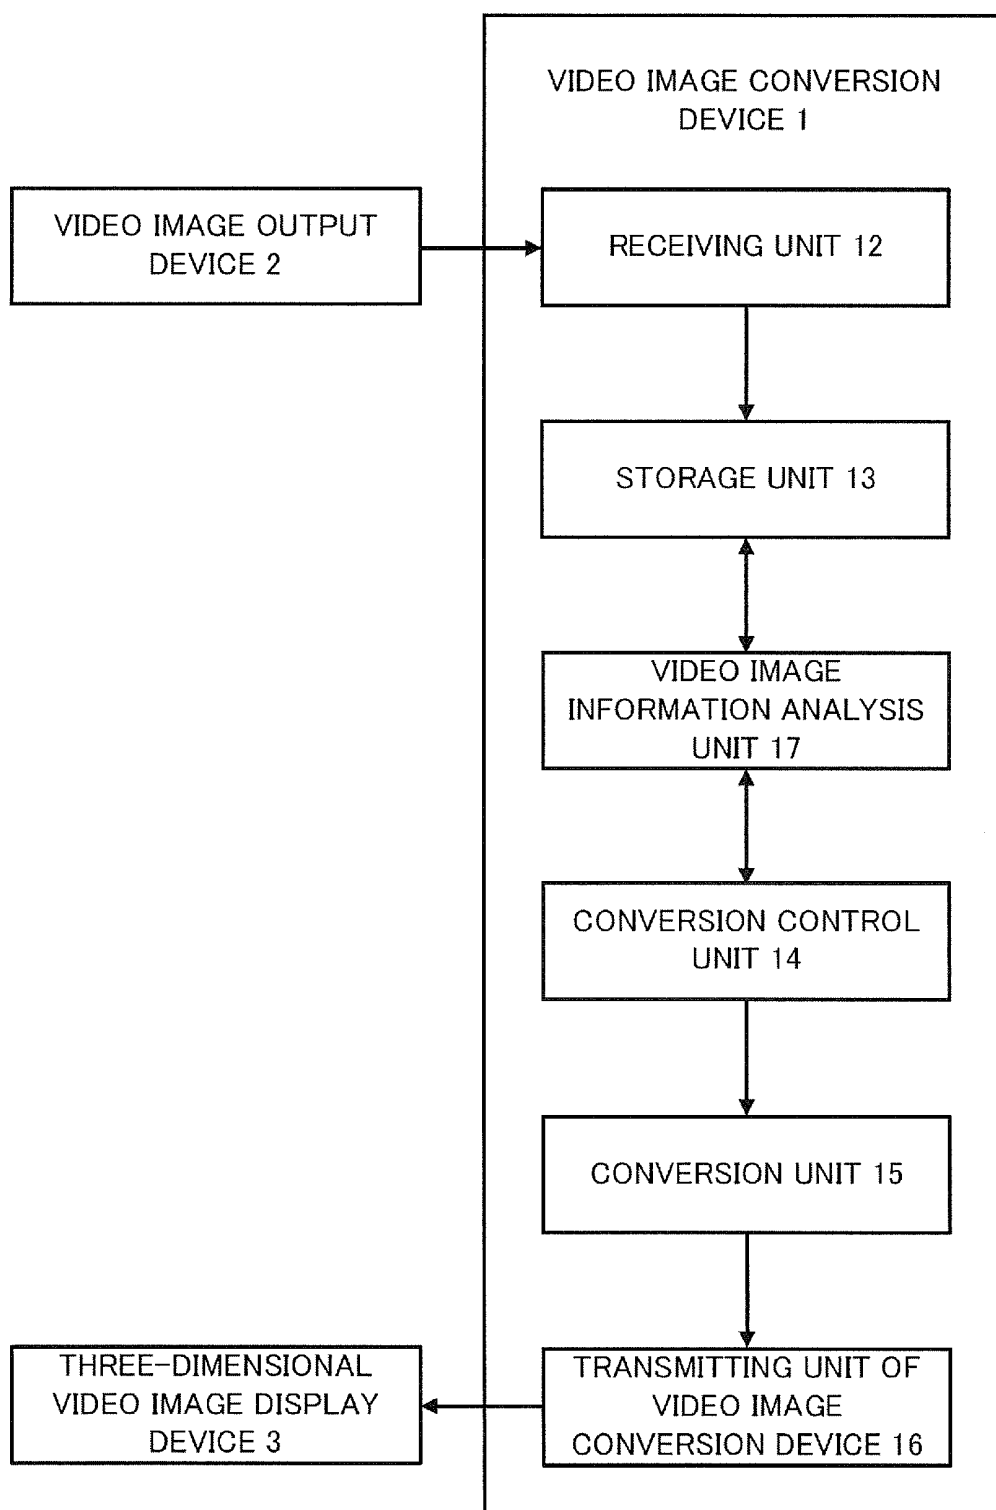 VIDEO IMAGE CONVERSION
DEVICE 1
VIDEO IMAGE OUTPUT
DEVICE 2
RECEIVING UNIT 12
STORAGE UNIT 13
VIDEO IMAGE
INFORMATION ANALYSIS
UNIT 17
CONVERSION CONTROL
UNIT 14
CONVERSION UNIT 15
THREE-DIMENSIONAL
VIDEO IMAGE DISPLAY
DEVICE 3
TRANSMITTING UNIT OF
VIDEO IMAGE
CONVERSION DEVICE 16